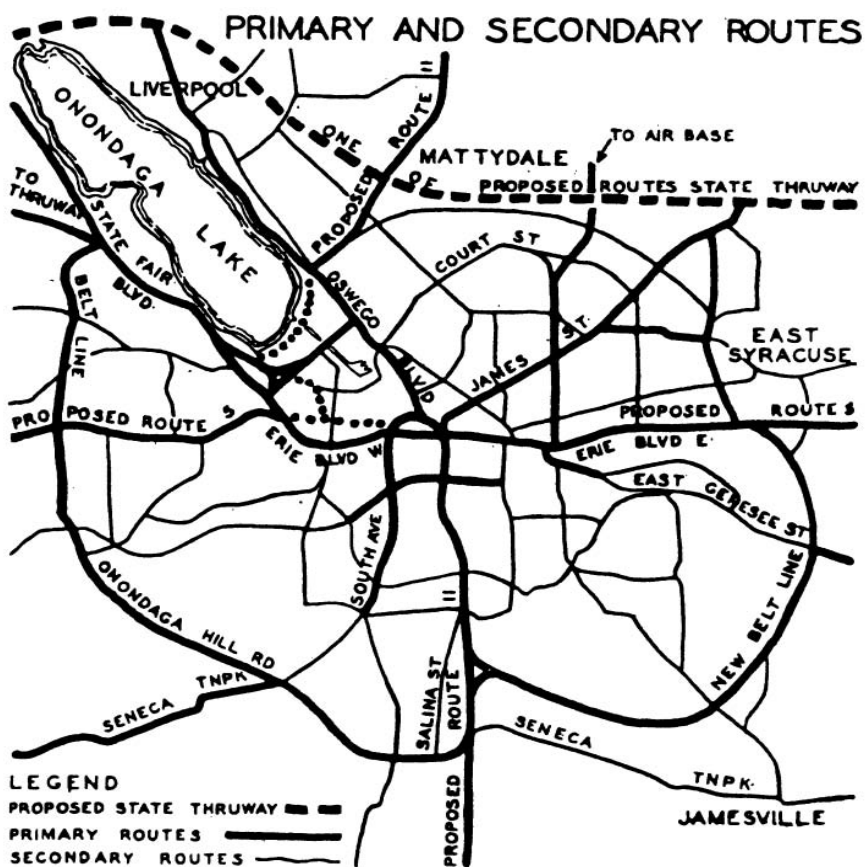 PRIMARY AND SECONDARY ROUTES
LIVERPOOL
ONONDAGA
LAKE
ONE
PROPOSED ROUTE 11
MATTYDALE
TO AIR BASE
OF
PROPOSED ROUTES STATE THRUWAY
TO
THRUWAY
STATE FAIR
BLVD.
COURT ST
OSWEGO
BLVD
BELT
LINE
JAMES ST.
EAST
SYRACUSE
PROPOSED ROUTE 5
PROPOSED ROUTE 5
ERIE BLVD W.
ERIE BLVD E.
EAST GENESEE ST
SOUTH AVE
ONONDAGA HILL RD
NEW BELT LINE
SENECA TNPK
SALINA ST
PROPOSED ROUTE 11
SENECA TNPK.
JAMESVILLE
LEGEND
PROPOSED STATE THRUWAY
PRIMARY ROUTES
SECONDARY ROUTES